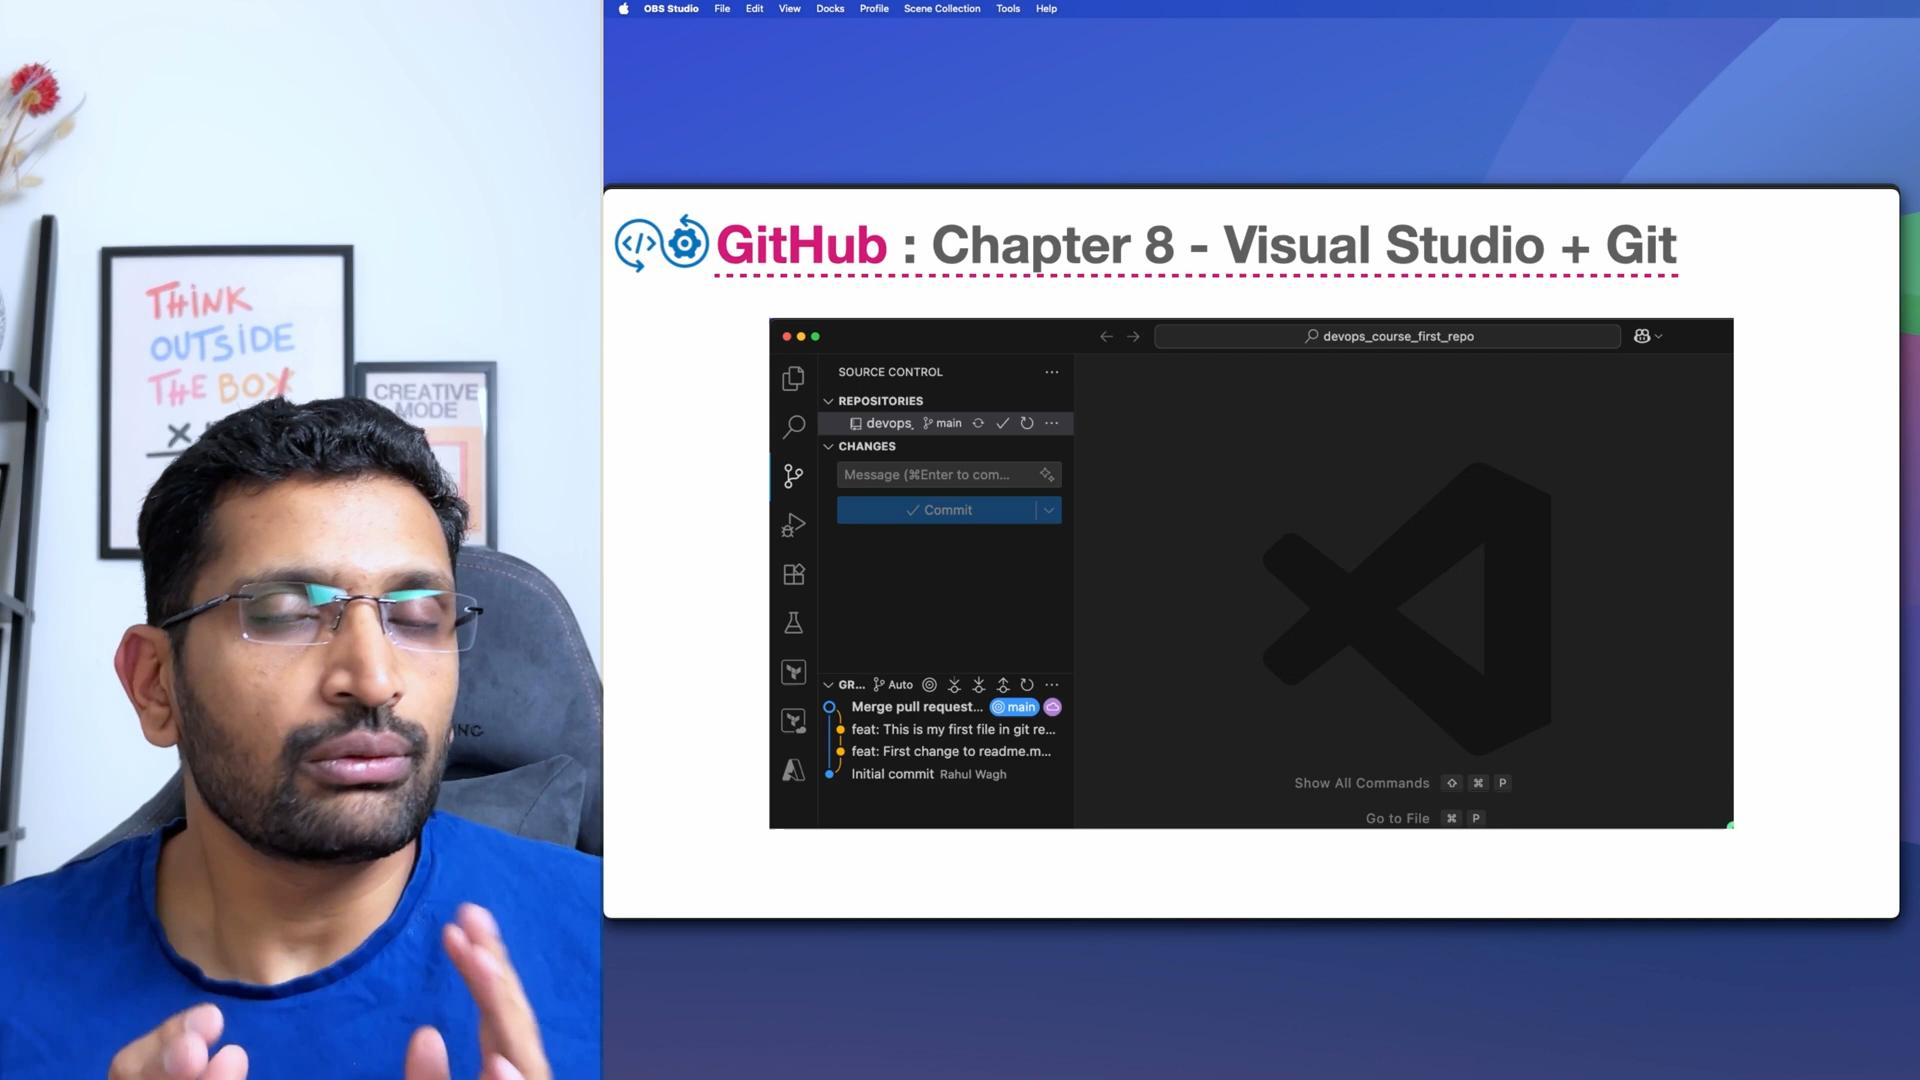 OBS Studio File Edit View Docks Profile Scene Collection Tools Help
THINK
OUTSIDE
THE BOX
CREATIVE
MODE
</> GitHub : Chapter 8 - Visual Studio + Git
devops_course_first_repo
SOURCE CONTROL
REPOSITORIES
devops_ main
CHANGES
Message (⌘Enter to com...
Commit
GR... Auto
Merge pull request... main
feat: This is my first file in git re...
feat: First change to readme.m...
Initial commit Rahul Wagh
Show All Commands ⇧ ⌘ P
Go to File ⌘ P